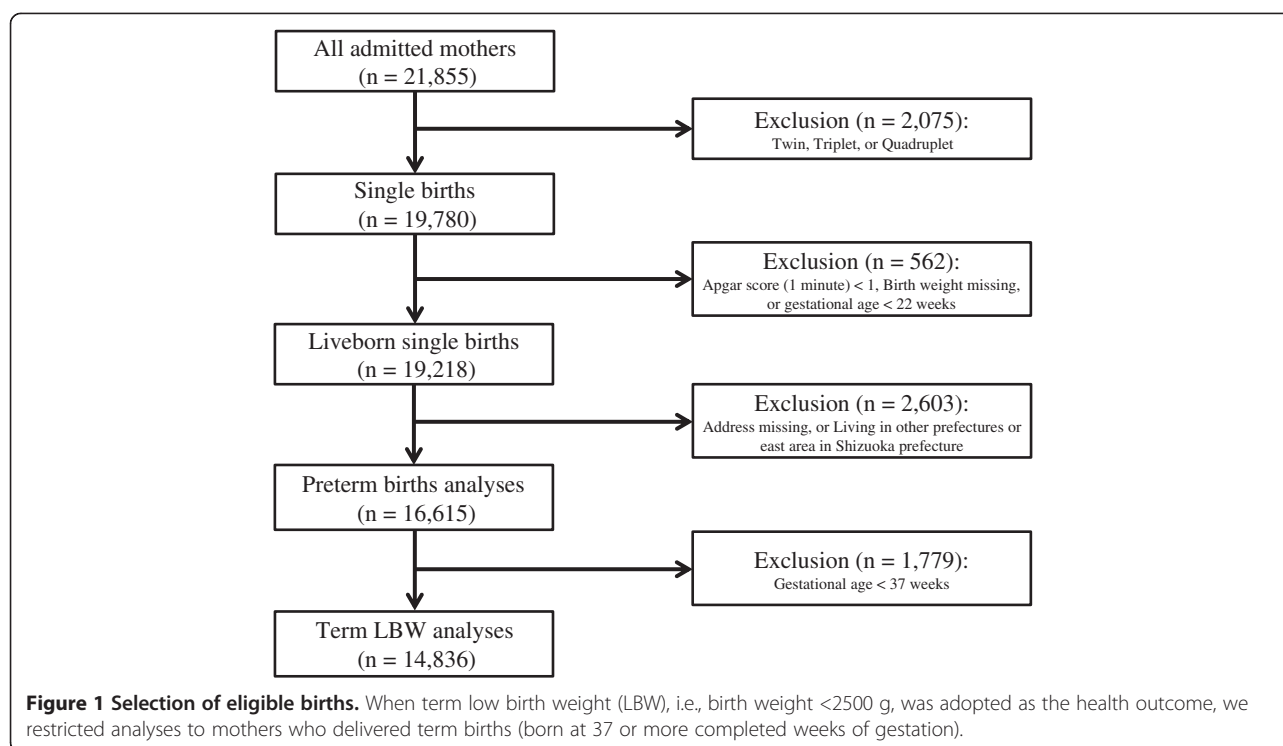 All admitted mothers
(n = 21,855)
Exclusion (n = 2,075):
Twin, Triplet, or Quadruplet
Single births
(n = 19,780)
Exclusion (n = 562):
Apgar score (1 minute) < 1, Birth weight missing,
or gestational age < 22 weeks
Liveborn single births
(n = 19,218)
Exclusion (n = 2,603):
Address missing, or Living in other prefectures or
east area in Shizuoka prefecture
Preterm births analyses
(n = 16,615)
Exclusion (n = 1,779):
Gestational age < 37 weeks
Term LBW analyses
(n = 14,836)
Figure 1 Selection of eligible births. When term low birth weight (LBW), i.e., birth weight <2500 g, was adopted as the health outcome, we
restricted analyses to mothers who delivered term births (born at 37 or more completed weeks of gestation).